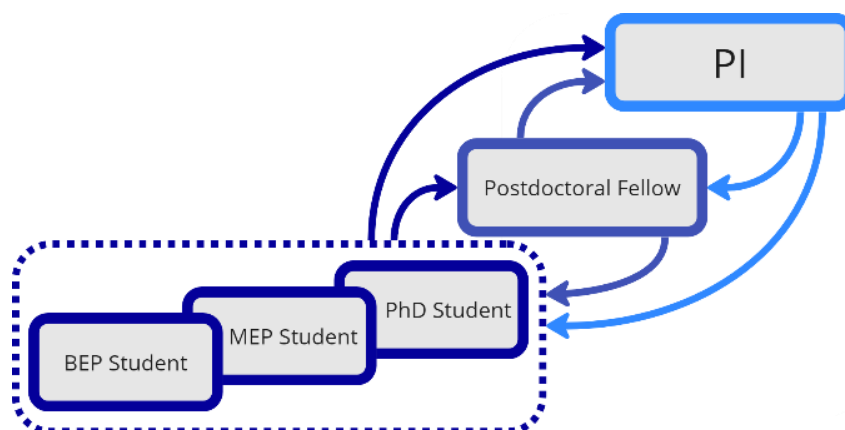 PI
Postdoctoral Fellow
PhD Student
MEP Student
BEP Student